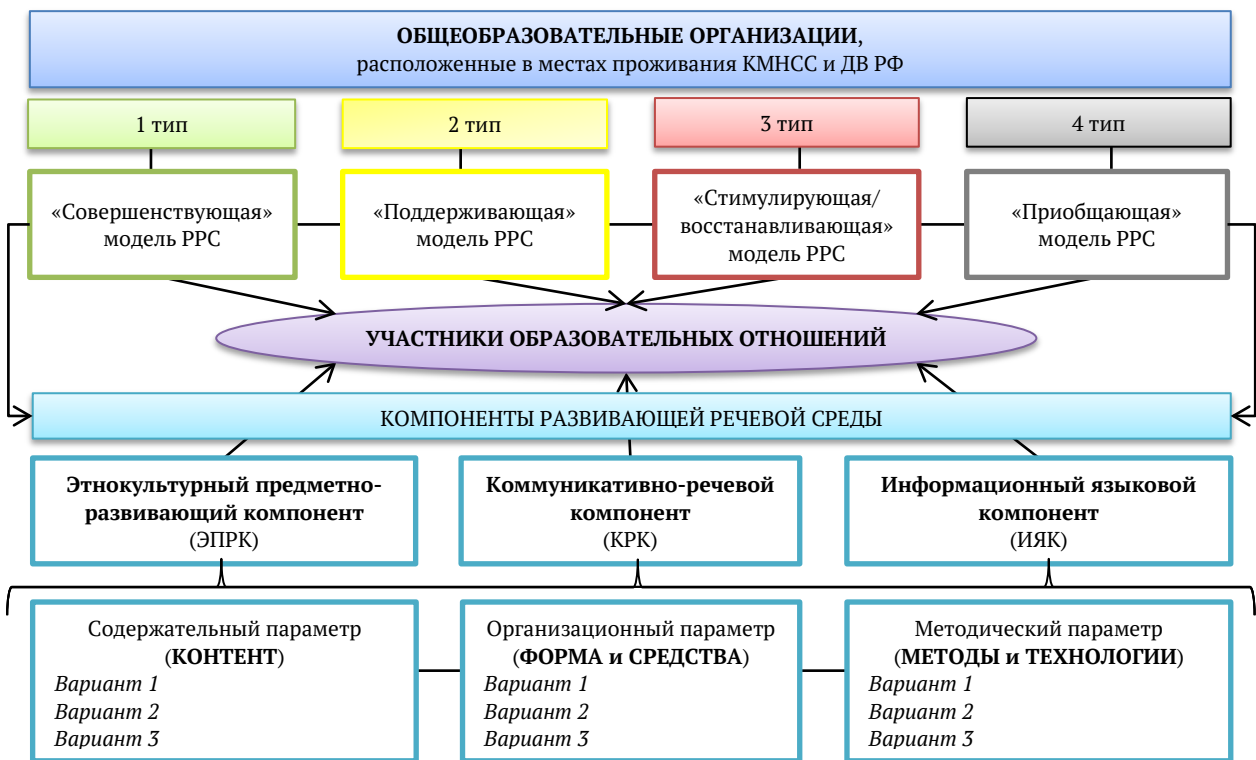 ОБЩЕОБРАЗОВАТЕЛЬНЫЕ ОРГАНИЗАЦИИ,
расположенные в местах проживания КМНСС и ДВ РФ
1 тип
2 тип
3 тип
4 тип
«Совершенствующая»
модель РРС
«Поддерживающая»
модель РРС
«Стимулирующая/
восстанавливающая»
модель РРС
«Приобщающая»
модель РРС
УЧАСТНИКИ ОБРАЗОВАТЕЛЬНЫХ ОТНОШЕНИЙ
КОМПОНЕНТЫ РАЗВИВАЮЩЕЙ РЕЧЕВОЙ СРЕДЫ
Этнокультурный предметно-
развивающий компонент
(ЭПРК)
Коммуникативно-речевой
компонент
(КРК)
Информационный языковой
компонент
(ИЯК)
Содержательный параметр
(КОНТЕНТ)
Вариант 1
Вариант 2
Вариант 3
Организационный параметр
(ФОРМА и СРЕДСТВА)
Вариант 1
Вариант 2
Вариант 3
Методический параметр
(МЕТОДЫ и ТЕХНОЛОГИИ)
Вариант 1
Вариант 2
Вариант 3